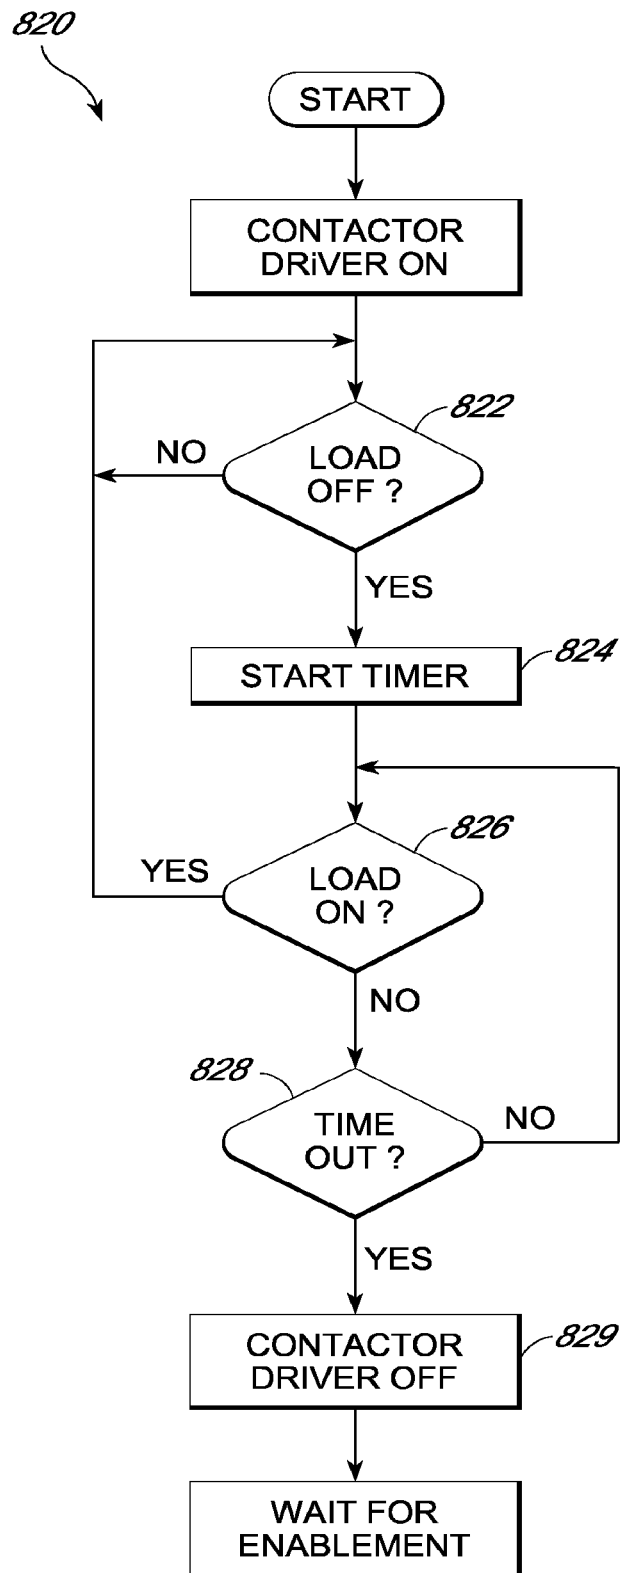 820
START
CONTACTOR
DRiVER ON
822
NO
LOAD
OFF ?
YES
824
START TIMER
826
YES
LOAD
ON ?
NO
828
TIME
OUT ?
NO
YES
829
CONTACTOR
DRIVER OFF
WAIT FOR
ENABLEMENT